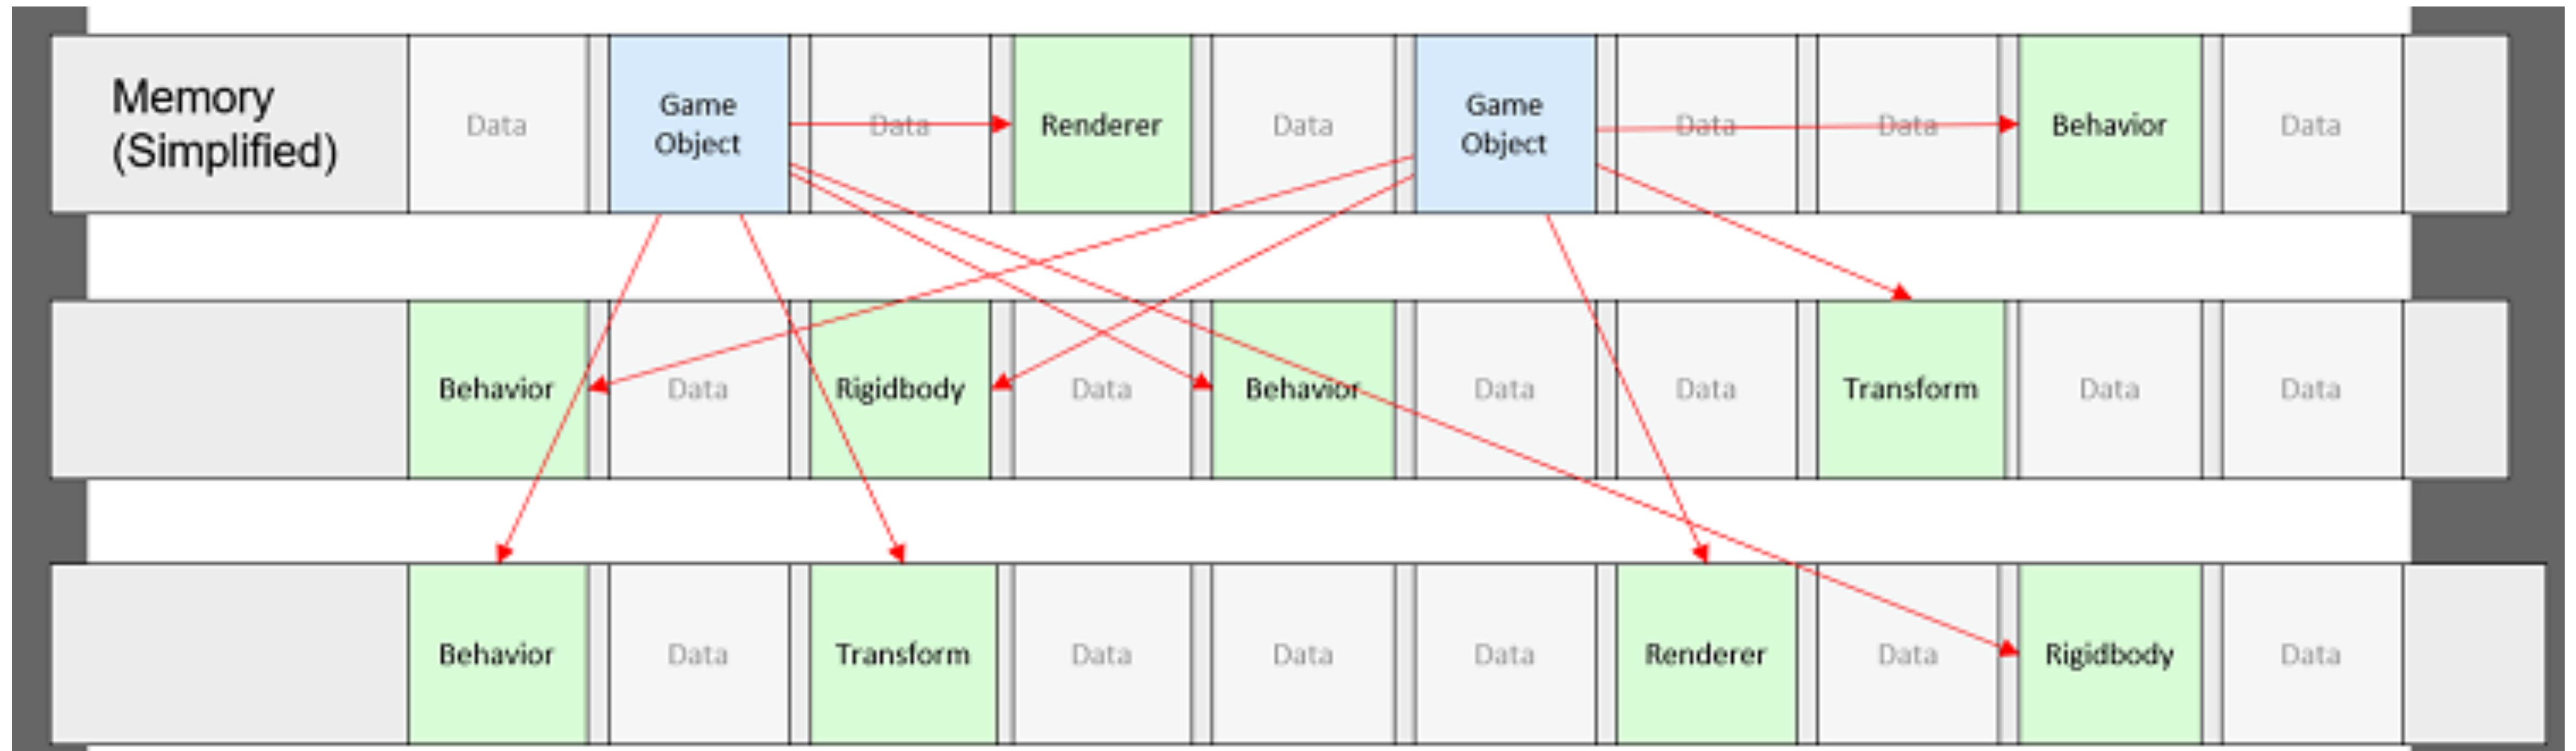 Memory
(Simplified)
Data
Game
Object
Data
Renderer
Data
Game
Object
Data
Data
Behavior
Data
Behavior
Data
Rigidbody
Data
Behavior
Data
Data
Transform
Data
Data
Behavior
Data
Transform
Data
Data
Data
Renderer
Data
Rigidbody
Data